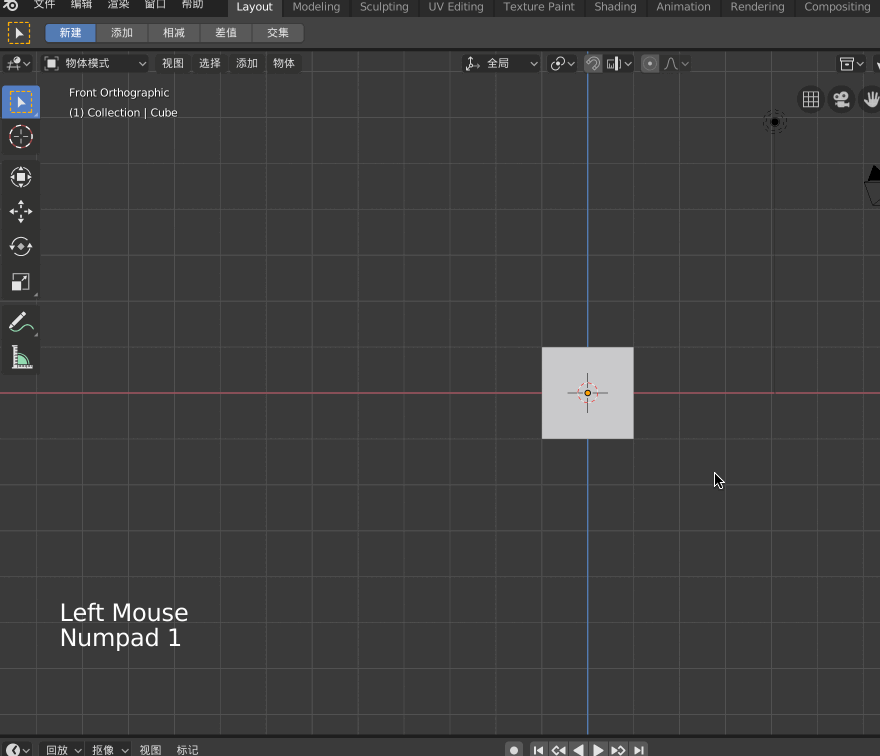 文件 编辑 渲染 窗口 帮助 Layout Modeling Sculpting UV Editing Texture Paint Shading Animation Rendering Compositing
新建 添加 相减 差值 交集
物体模式 视图 选择 添加 物体 全局
Front Orthographic
(1) Collection | Cube
Left Mouse
Numpad 1
回放 抠像 视图 标记